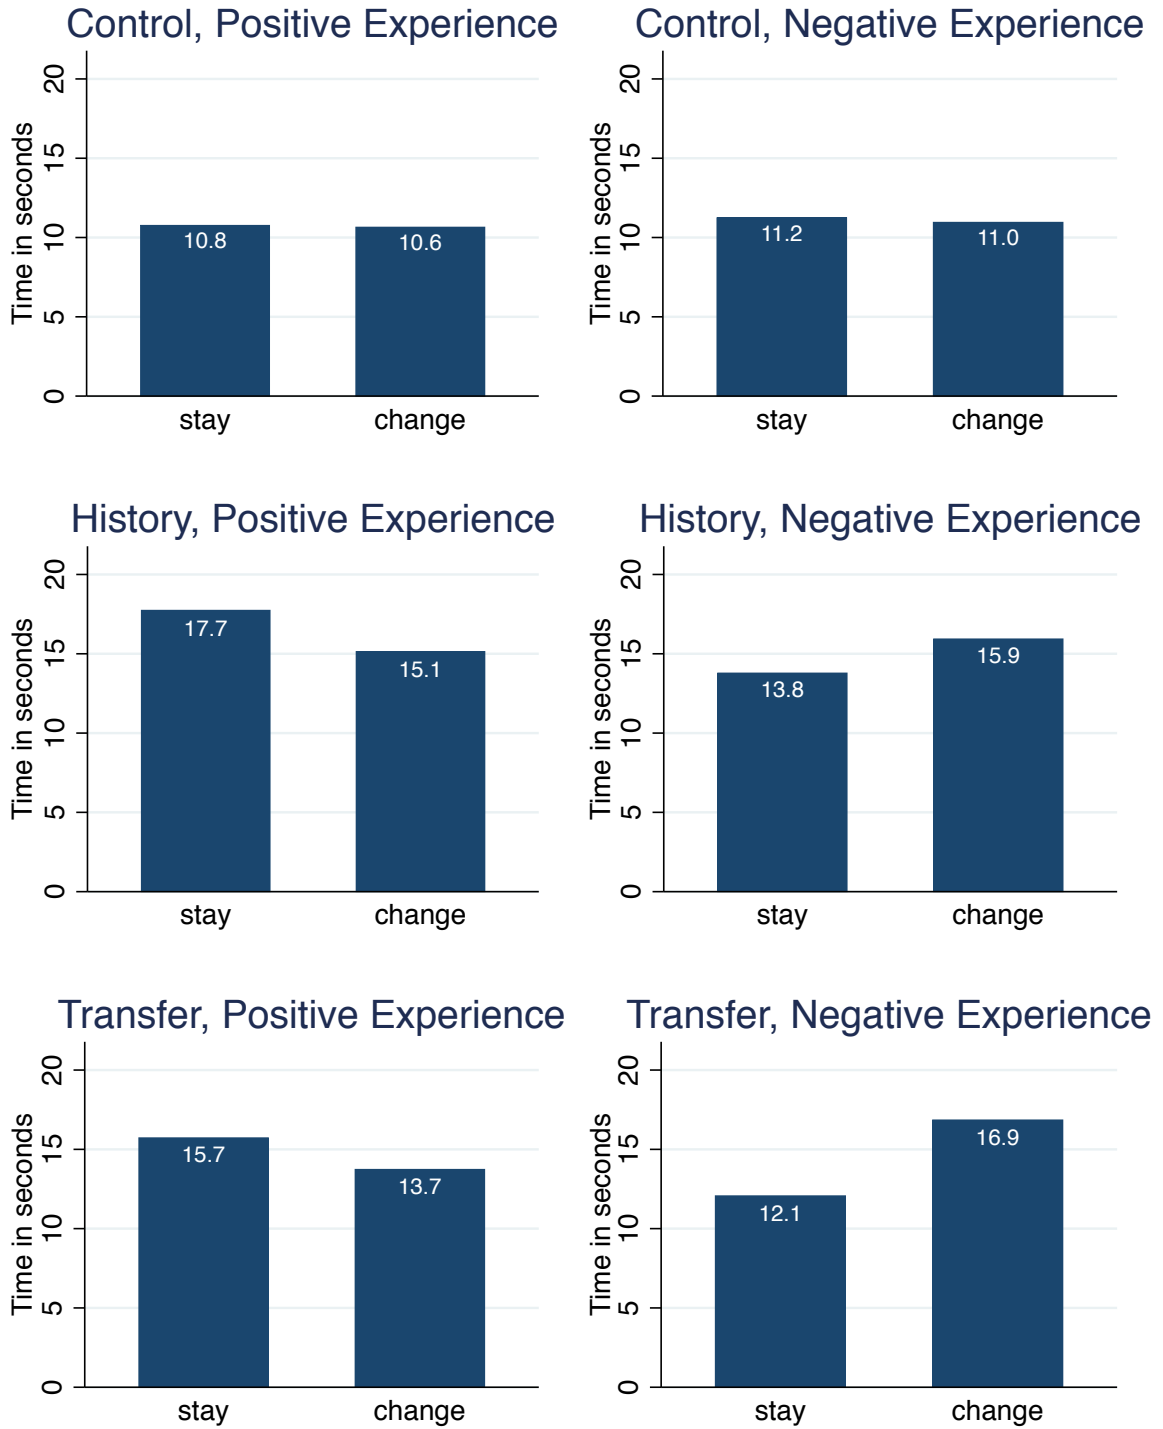 Control, Positive Experience
Time in seconds
20
15
10
5
0
10.8
10.6
stay
change
Control, Negative Experience
Time in seconds
20
15
10
5
0
11.2
11.0
stay
change
History, Positive Experience
Time in seconds
20
15
10
5
0
17.7
15.1
stay
change
History, Negative Experience
Time in seconds
20
15
10
5
0
13.8
15.9
stay
change
Transfer, Positive Experience
Time in seconds
20
15
10
5
0
15.7
13.7
stay
change
Transfer, Negative Experience
Time in seconds
20
15
10
5
0
12.1
16.9
stay
change